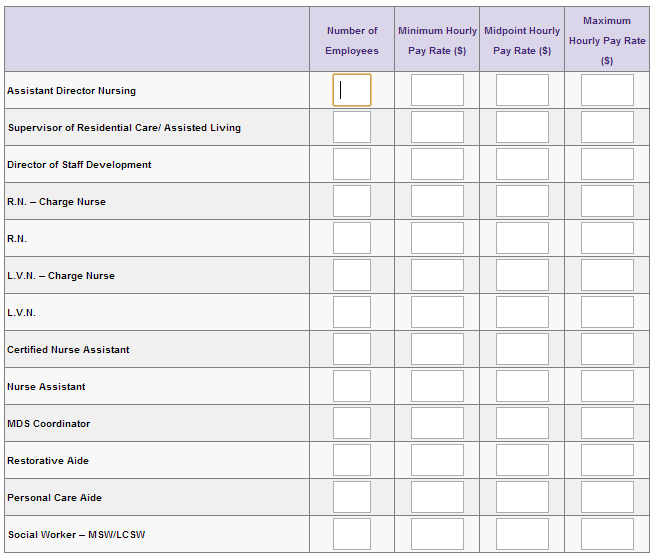 Number of
Employees
Minimum Hourly
Pay Rate ($)
Midpoint Hourly
Pay Rate ($)
Maximum
Hourly Pay Rate
($)
Assistant Director Nursing
Supervisor of Residential Care/ Assisted Living
Director of Staff Development
R.N. – Charge Nurse
R.N.
L.V.N. – Charge Nurse
L.V.N.
Certified Nurse Assistant
Nurse Assistant
MDS Coordinator
Restorative Aide
Personal Care Aide
Social Worker – MSW/LCSW